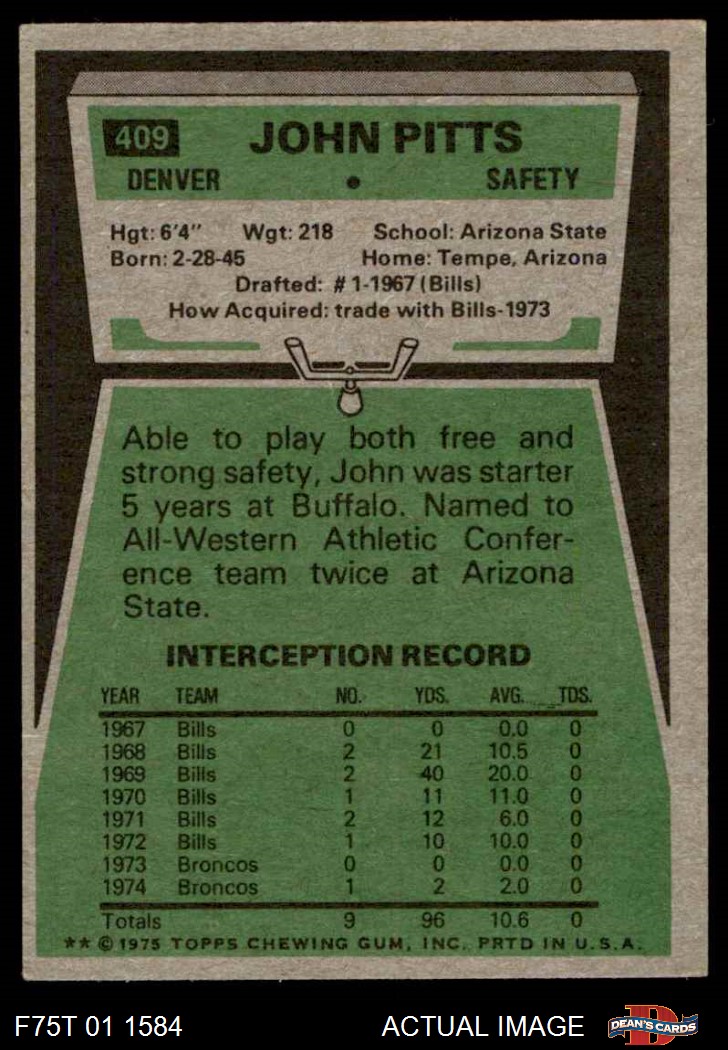 409 JOHN PITTS
DENVER • SAFETY
Hgt: 6'4" Wgt: 218 School: Arizona State
Born: 2-28-45 Home: Tempe, Arizona
Drafted: #1-1967 (Bills)
How Acquired: trade with Bills-1973
Able to play both free and
strong safety, John was starter
5 years at Buffalo. Named to
All-Western Athletic Confer-
ence team twice at Arizona
State.
INTERCEPTION RECORD
YEAR TEAM NO. YDS. AVG. TDS.
1967 Bills 0 0 0.0 0
1968 Bills 2 21 10.5 0
1969 Bills 2 40 20.0 0
1970 Bills 1 11 11.0 0
1971 Bills 2 12 6.0 0
1972 Bills 1 10 10.0 0
1973 Broncos 0 0 0.0 0
1974 Broncos 1 2 2.0 0
Totals 9 96 10.6 0
** © 1975 TOPPS CHEWING GUM, INC. PRTD IN U.S.A.
F75T 01 1584 ACTUAL IMAGE DEAN'S CARDS